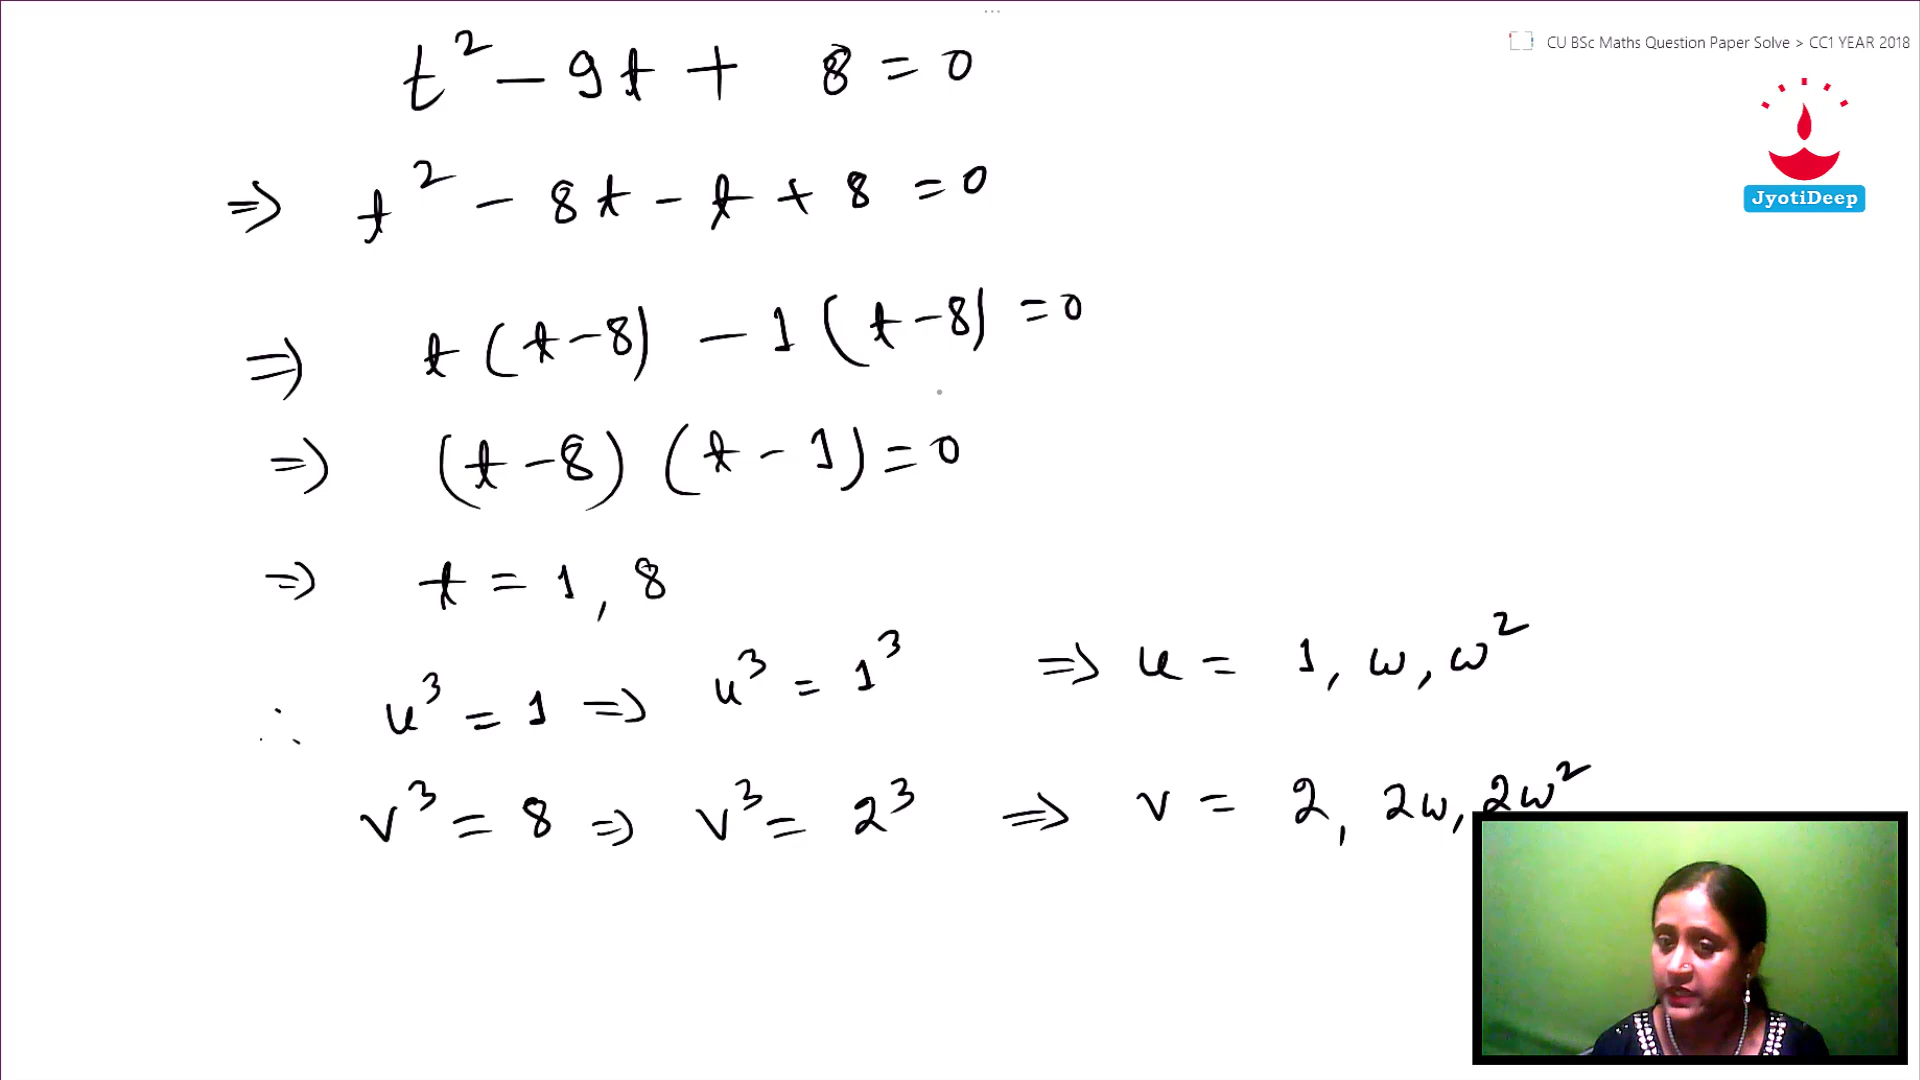 CU BSc Maths Question Paper Solve > CC1 YEAR 2018
JyotiDeep
t² - 9t + 8 = 0
⇒ t² - 8t - t + 8 = 0
⇒ t(t-8) - 1(t-8) = 0
⇒ (t-8)(t-1) = 0
⇒ t = 1, 8
∴ u³ = 1 ⇒ u³ = 1³ ⇒ u = 1, ω, ω²
v³ = 8 ⇒ v³ = 2³ ⇒ v = 2, 2ω, 2ω²